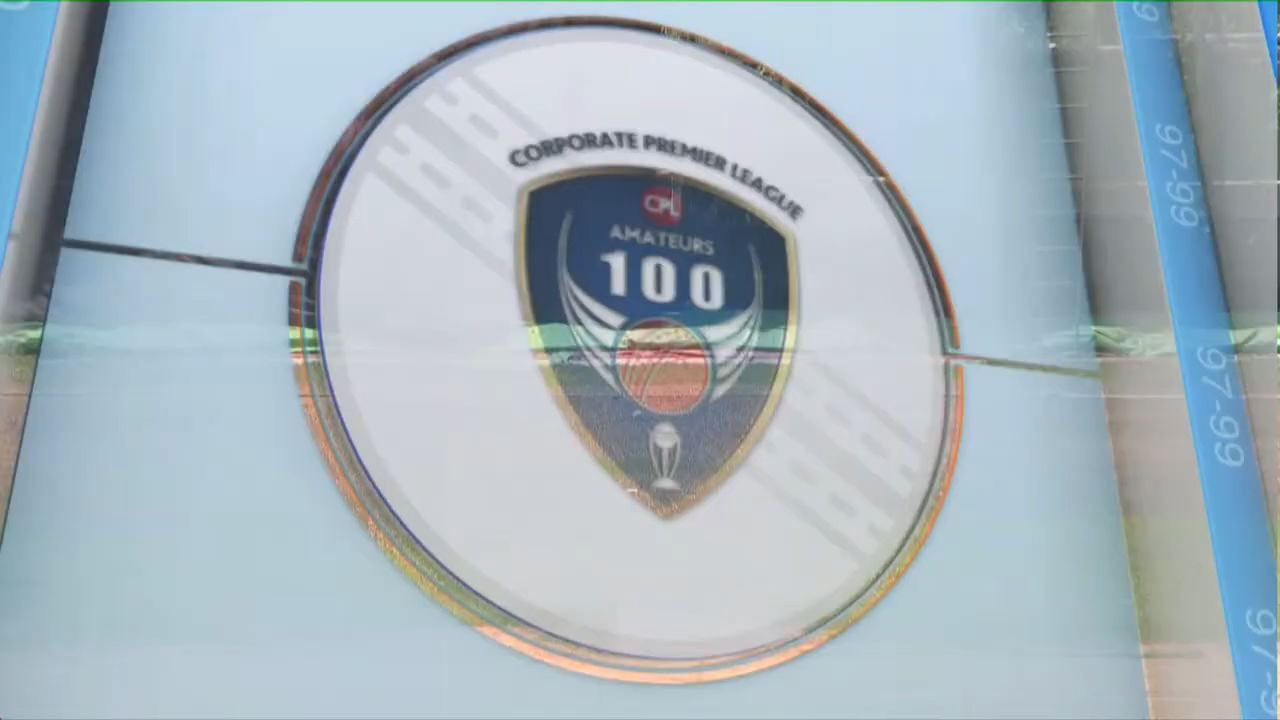 CORPORATE PREMIER LEAGUE
CPL
AMATEURS
100
97-99
97-99